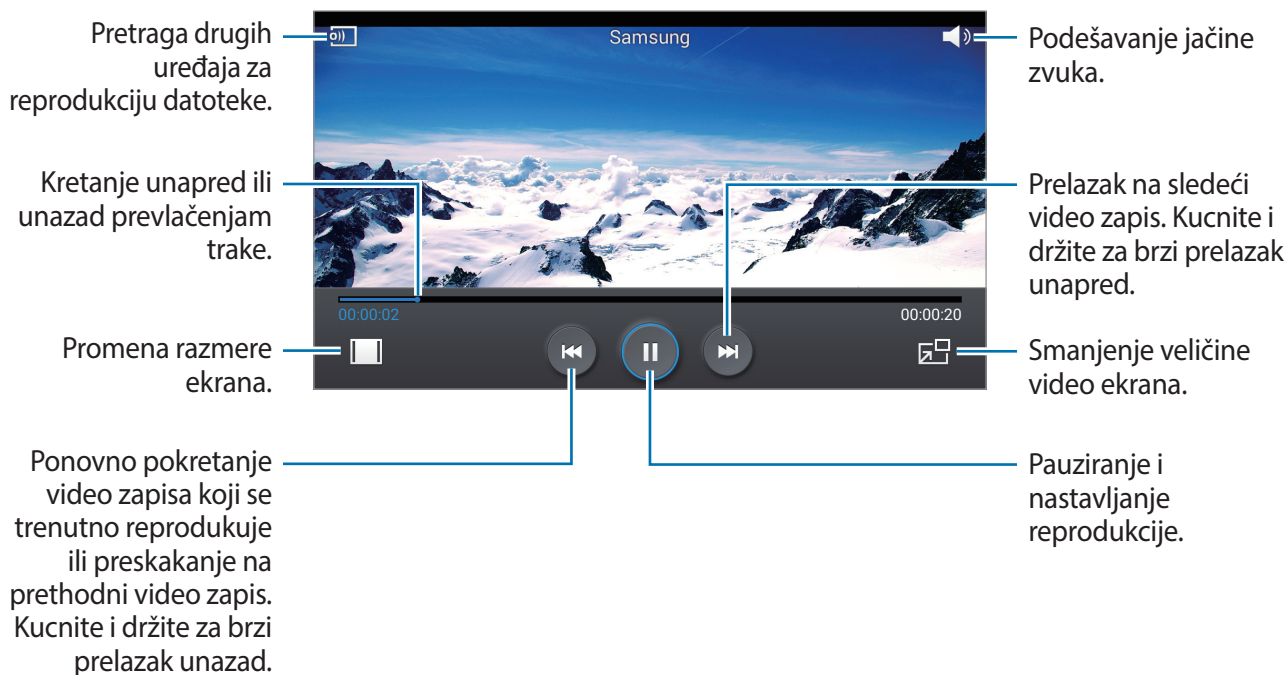 Pretraga drugih
uređaja za
reprodukciju datoteke.
Kretanje unapred ili
unazad prevlačenjam
trake.
Promena razmere
ekrana.
Ponovno pokretanje
video zapisa koji se
trenutno reprodukuje
ili preskakanje na
prethodni video zapis.
Kucnite i držite za brzi
prelazak unazad.
Samsung
00:00:02
00:00:20
Podešavanje jačine
zvuka.
Prelazak na sledeći
video zapis. Kucnite i
držite za brzi prelazak
unapred.
Smanjenje veličine
video ekrana.
Pauziranje i
nastavljanje
reprodukcije.